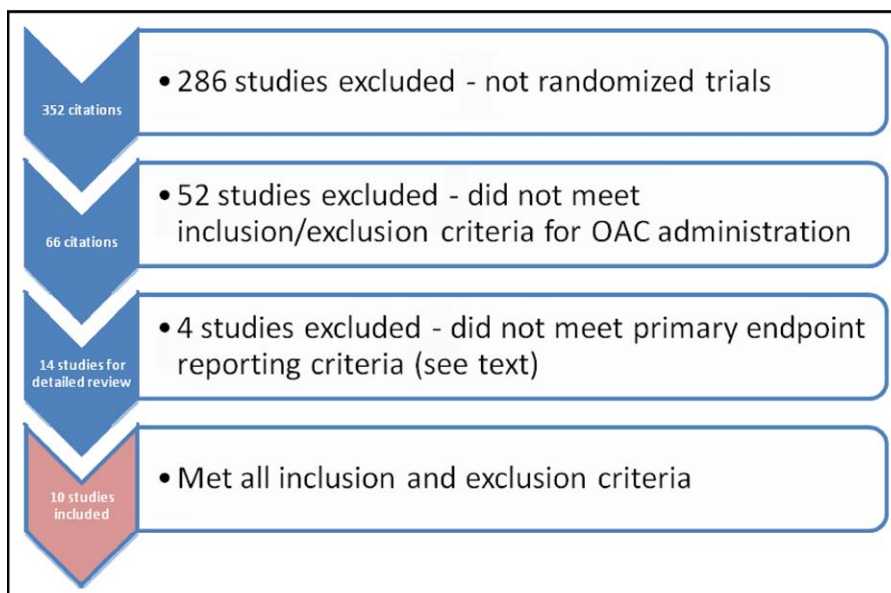 352 citations
• 286 studies excluded - not randomized trials
66 citations
• 52 studies excluded - did not meet
inclusion/exclusion criteria for OAC administration
14 studies for
detailed review
• 4 studies excluded - did not meet primary endpoint
reporting criteria (see text)
10 studies
included
• Met all inclusion and exclusion criteria